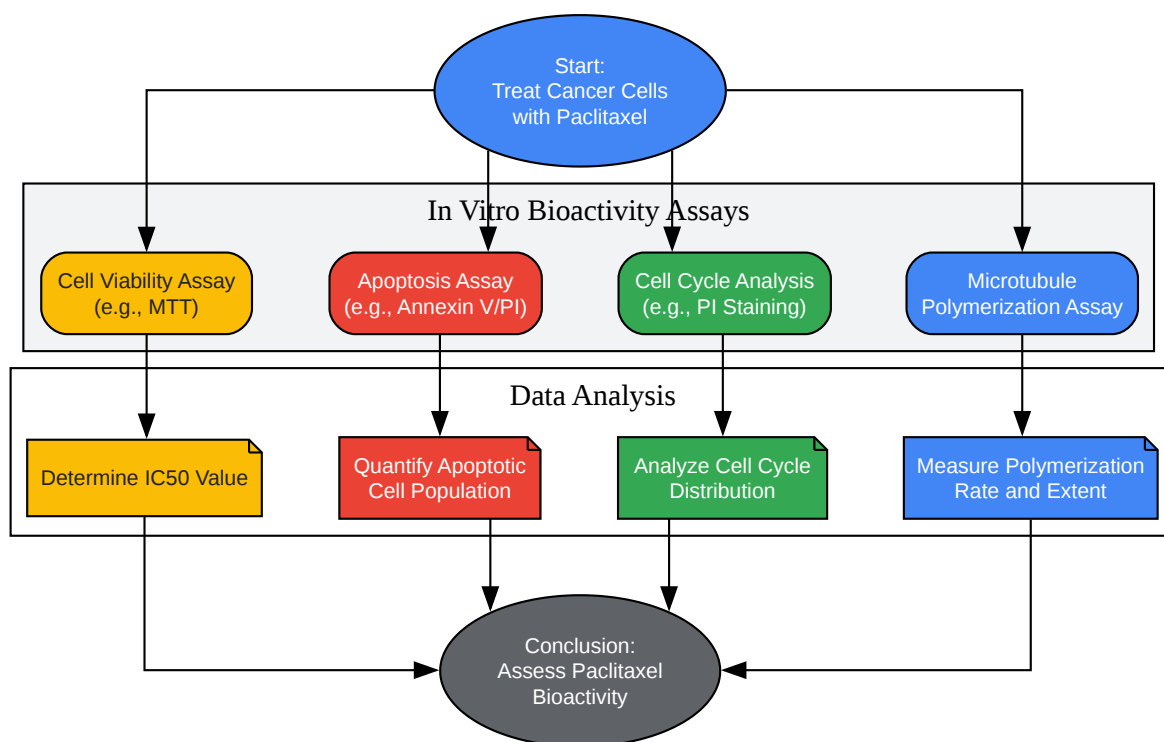 Start:
Treat Cancer Cells
with Paclitaxel
In Vitro Bioactivity Assays
Cell Viability Assay
(e.g., MTT)
Apoptosis Assay
(e.g., Annexin V/PI)
Cell Cycle Analysis
(e.g., PI Staining)
Microtubule
Polymerization Assay
Data Analysis
Determine IC50 Value
Quantify Apoptotic
Cell Population
Analyze Cell Cycle
Distribution
Measure Polymerization
Rate and Extent
Conclusion:
Assess Paclitaxel
Bioactivity